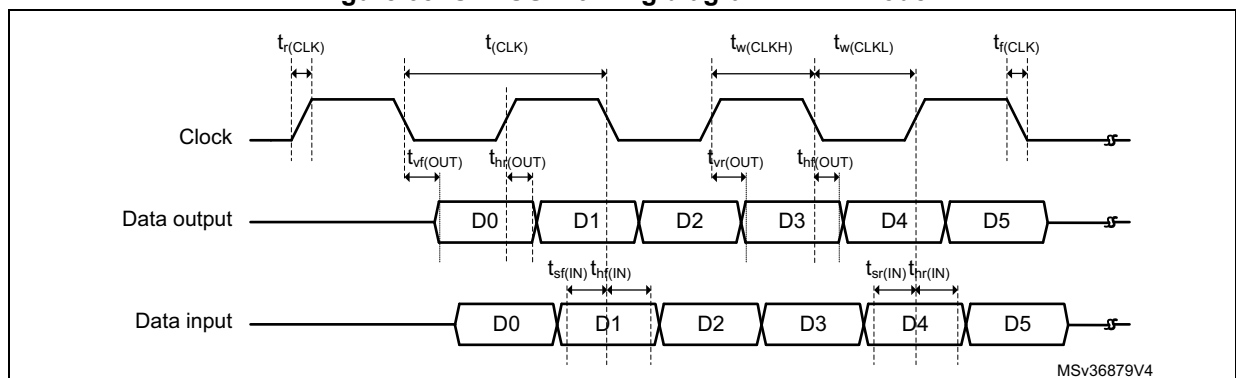 tr(CLK) t(CLK) tw(CLKH) tw(CLKL) tf(CLK)
Clock
tvf(OUT) thr(OUT) tvr(OUT) thf(OUT)
Data output D0 D1 D2 D3 D4 D5
tsf(IN) thf(IN) tsr(IN) thr(IN)
Data input D0 D1 D2 D3 D4 D5
MSv36879V4